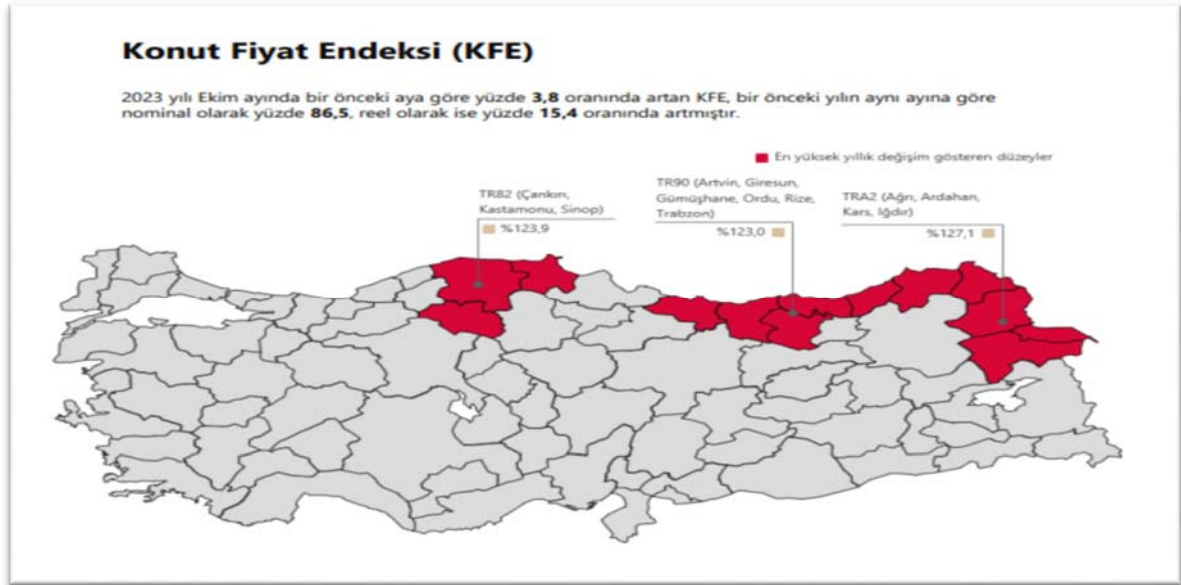 Konut Fiyat Endeksi (KFE)
2023 yılı Ekim ayında bir önceki aya göre yüzde 3,8 oranında artan KFE, bir önceki yılın aynı ayına göre
nominal olarak yüzde 86,5, reel olarak ise yüzde 15,4 oranında artmıştır.
En yüksek yıllık değişim gösteren düzeyler
TR82 (Çankırı,
Kastamonu, Sinop)
%123,9
TR90 (Artvin, Giresun,
Gümüşhane, Ordu, Rize,
Trabzon)
%123,0
TRA2 (Ağrı, Ardahan,
Kars, Iğdır)
%127,1